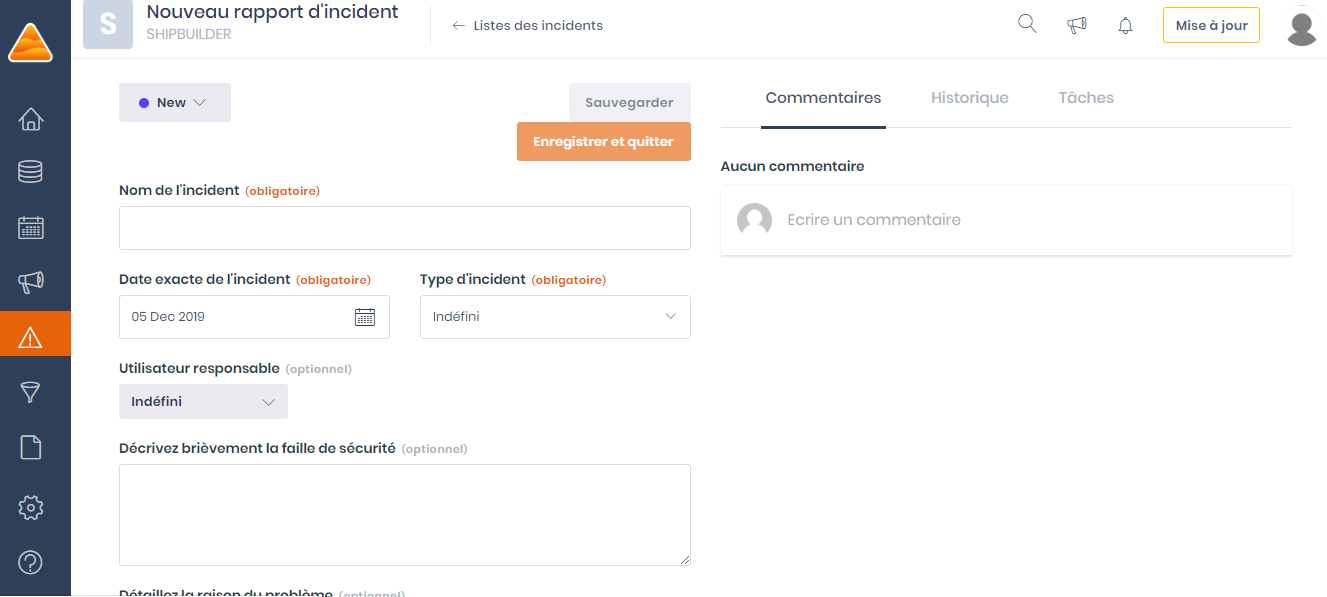 S
Nouveau rapport d'incident
SHIPBUILDER
← Listes des incidents
Mise à jour
New
Sauvegarder
Enregistrer et quitter
Nom de l'incident (obligatoire)
Date exacte de l'incident (obligatoire)
Type d'incident (obligatoire)
05 Dec 2019
Indéfini
Utilisateur responsable (optionnel)
Indéfini
Décrivez brièvement la faille de sécurité (optionnel)
Détaillez la raison du problème (optionnel)
Commentaires
Historique
Tâches
Aucun commentaire
Ecrire un commentaire